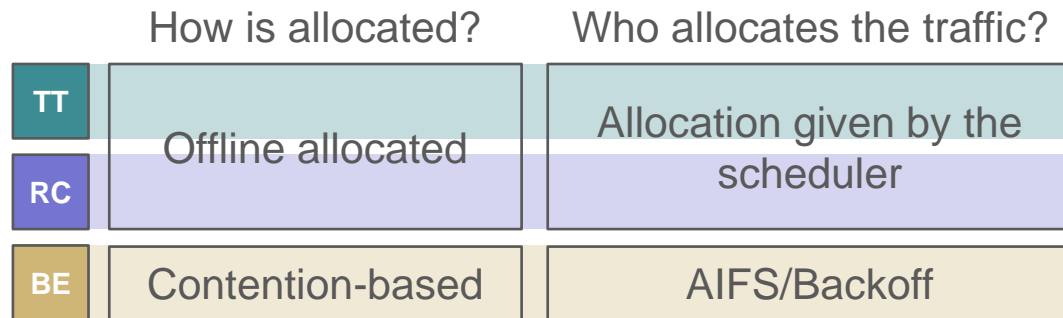 How is allocated?
Who allocates the traffic?
TT
Offline allocated
Allocation given by the
scheduler
RC
BE
Contention-based
AIFS/Backoff